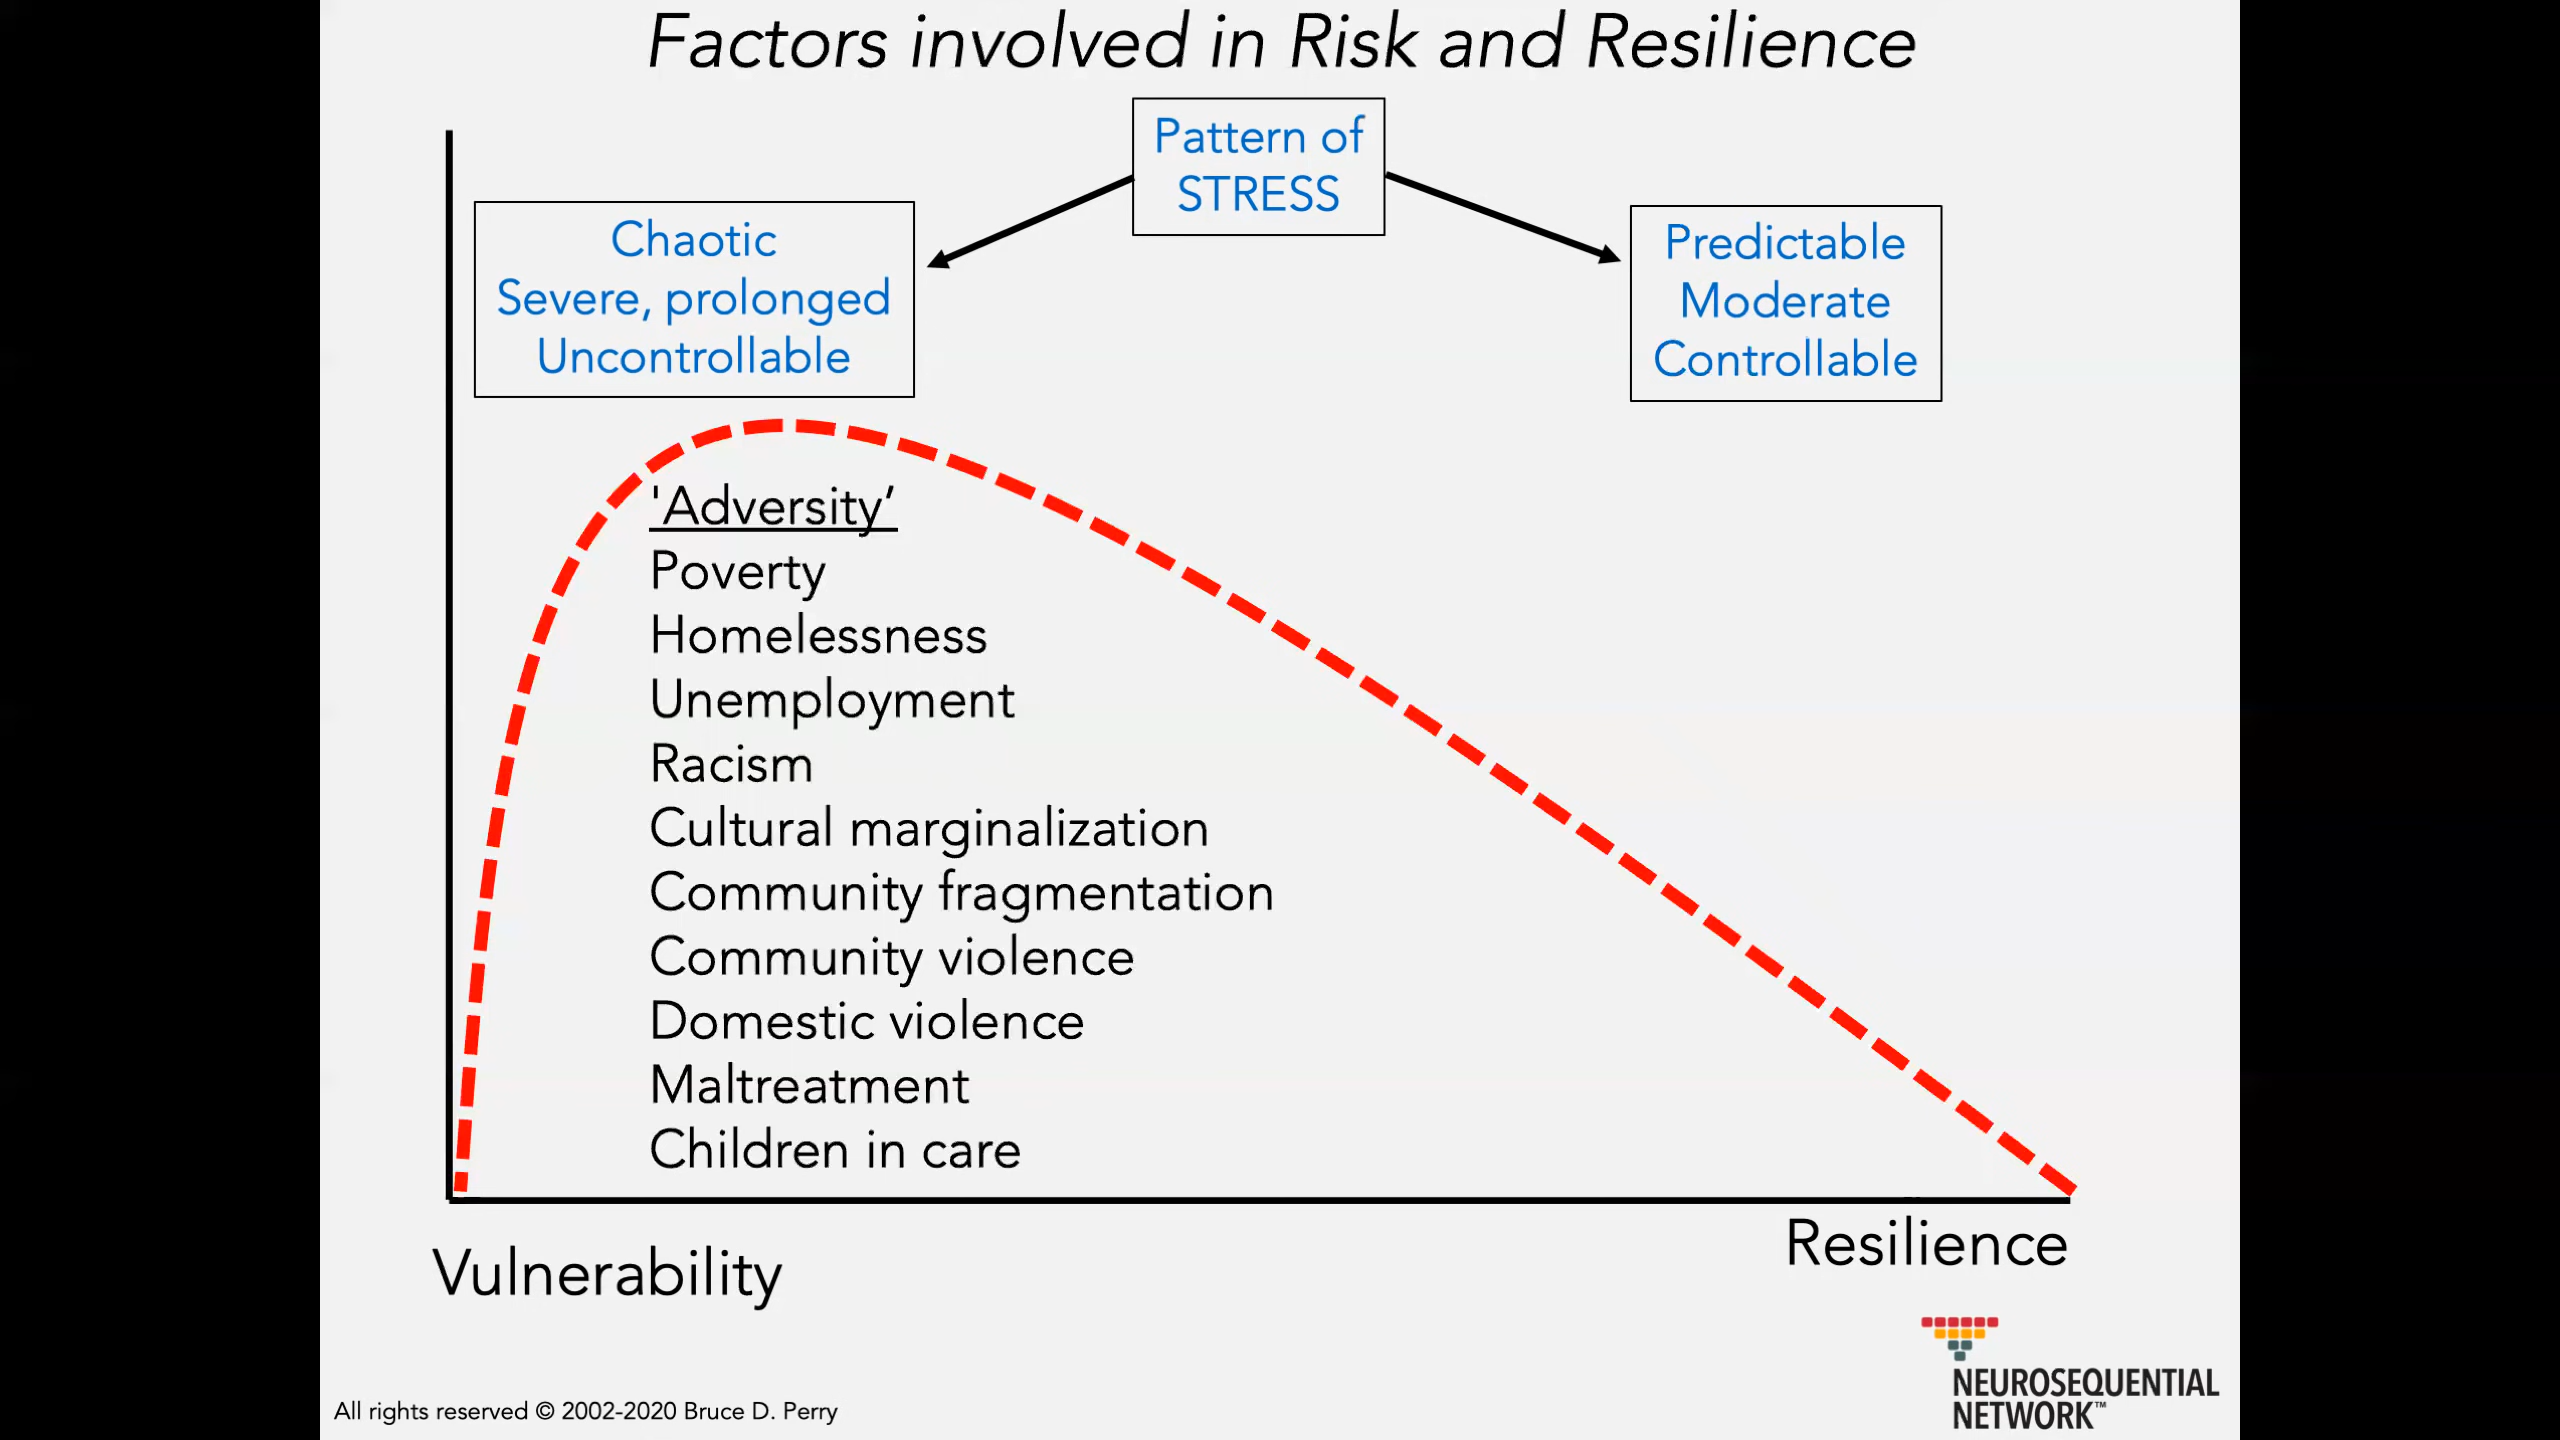 Factors involved in Risk and Resilience
Pattern of
STRESS
Chaotic
Severe, prolonged
Uncontrollable
Predictable
Moderate
Controllable
'Adversity’
Poverty
Homelessness
Unemployment
Racism
Cultural marginalization
Community fragmentation
Community violence
Domestic violence
Maltreatment
Children in care
Vulnerability
Resilience
All rights reserved © 2002-2020 Bruce D. Perry
NEUROSEQUENTIAL
NETWORK™